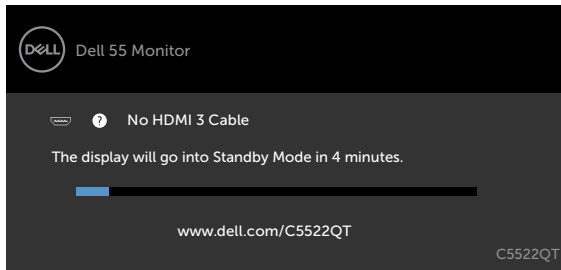 DELL
Dell 55 Monitor
? No HDMI 3 Cable
The display will go into Standby Mode in 4 minutes.
www.dell.com/C5522QT
C5522QT